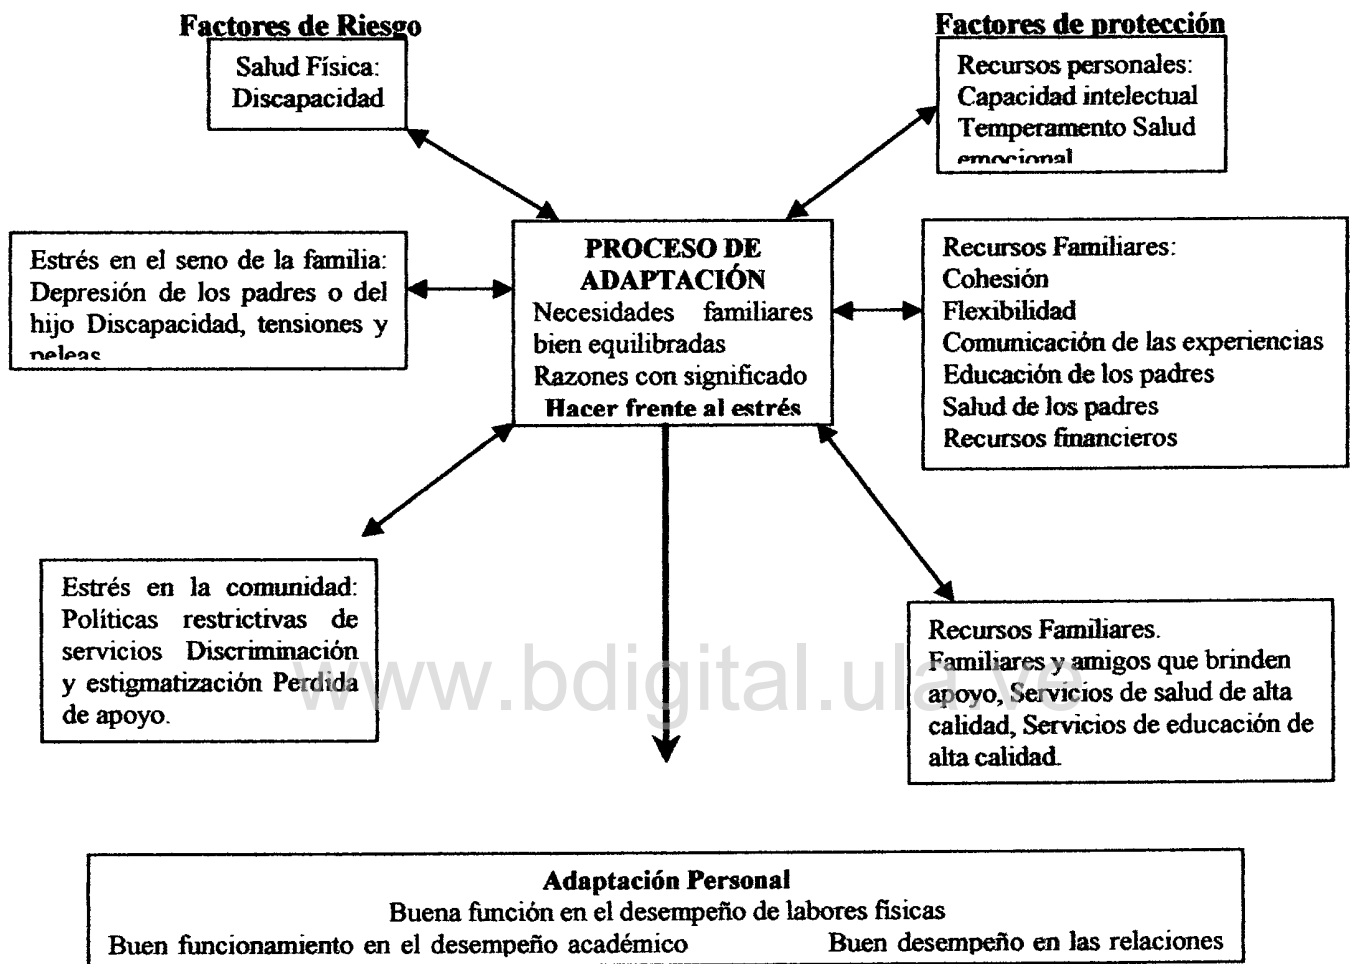 Factores de Riesgo
Salud Física:
Discapacidad
Factores de protección
Recursos personales:
Capacidad intelectual
Temperamento Salud
emocional
Estrés en el seno de la familia:
Depresión de los padres o del
hijo Discapacidad, tensiones y
peleas
PROCESO DE
ADAPTACIÓN
Necesidades familiares
bien equilibradas
Razones con significado
Hacer frente al estrés
Recursos Familiares:
Cohesión
Flexibilidad
Comunicación de las experiencias
Educación de los padres
Salud de los padres
Recursos financieros
Estrés en la comunidad:
Políticas restrictivas de
servicios Discriminación
y estigmatización Perdida
de apoyo.
Recursos Familiares.
Familiares y amigos que brinden
apoyo, Servicios de salud de alta
calidad, Servicios de educación de
alta calidad.
www.bdigital.ula.ve
Adaptación Personal
Buena función en el desempeño de labores físicas
Buen funcionamiento en el desempeño académico Buen desempeño en las relaciones